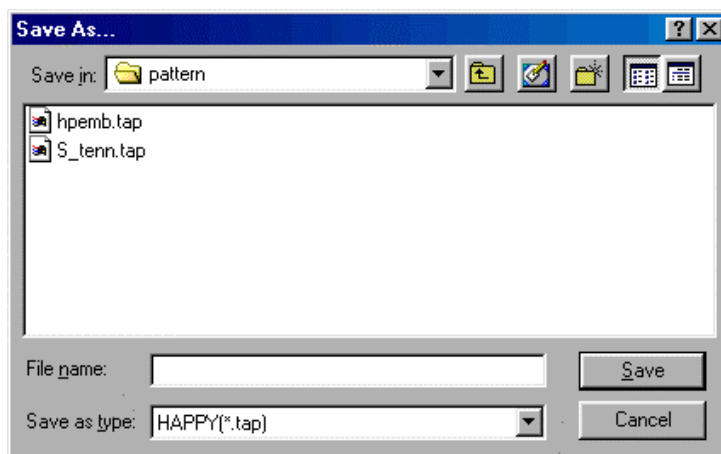 Save As...
Save in: pattern
hpemb.tap
S_tenn.tap
File name:
Save
Save as type: HAPPY(*.tap)
Cancel